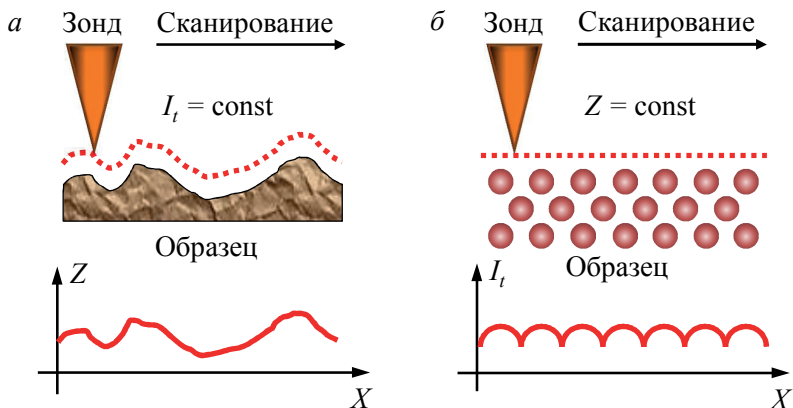 а Зонд Сканирование
I_t = const
Образец
Z
X
б Зонд Сканирование
Z = const
Образец
I_t
X